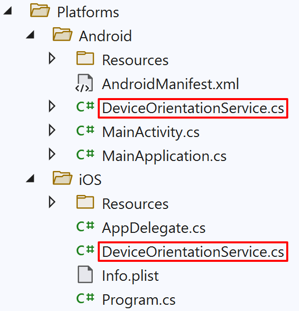 Platforms
Android
Resources
AndroidManifest.xml
C# DeviceOrientationService.cs
C# MainActivity.cs
C# MainApplication.cs
iOS
Resources
C# AppDelegate.cs
C# DeviceOrientationService.cs
Info.plist
C# Program.cs